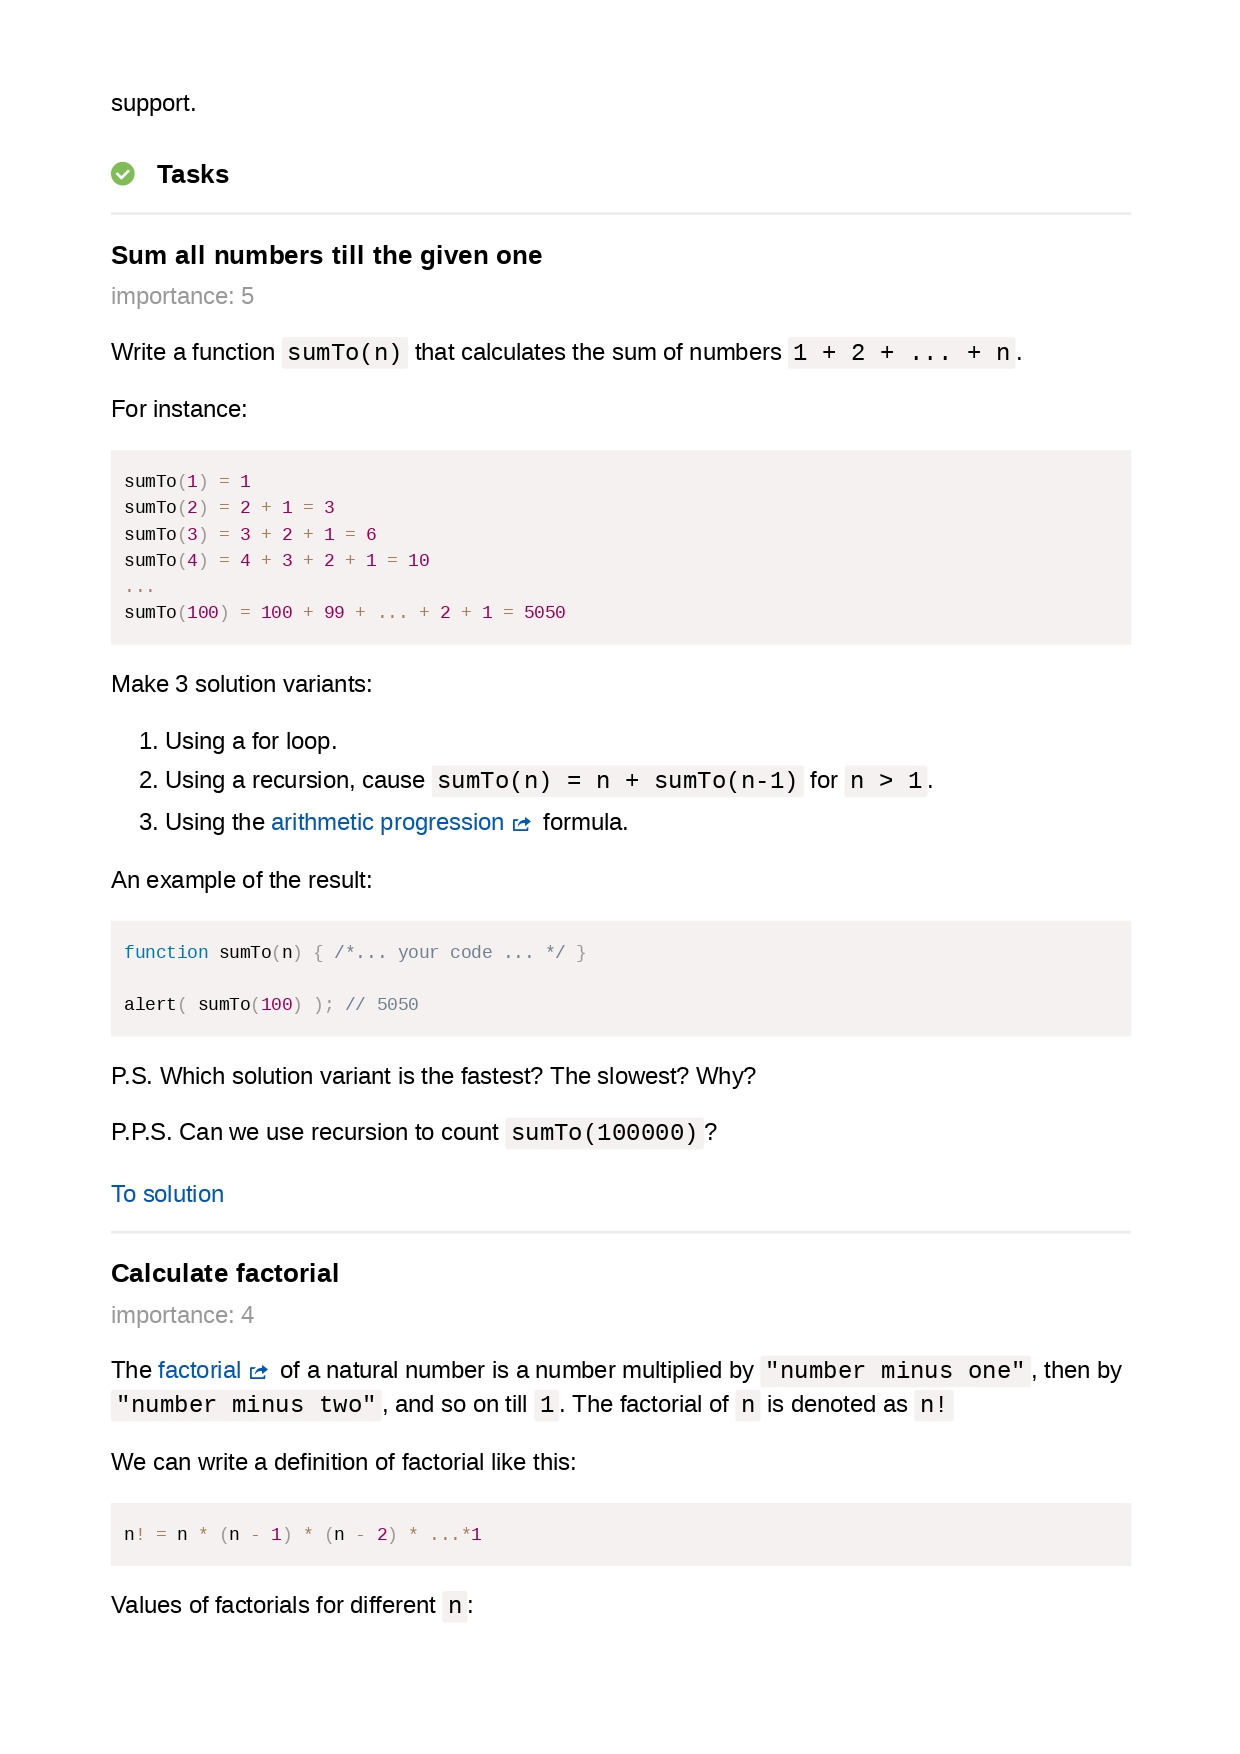 support.
Tasks
Sum all numbers till the given one
importance: 5
Write a function sumTo(n) that calculates the sum of numbers 1 + 2 + ... + n.
For instance:
sumTo(1) = 1
sumTo(2) = 2 + 1 = 3
sumTo(3) = 3 + 2 + 1 = 6
sumTo(4) = 4 + 3 + 2 + 1 = 10
...
sumTo(100) = 100 + 99 + ... + 2 + 1 = 5050
Make 3 solution variants:
1. Using a for loop.
2. Using a recursion, cause sumTo(n) = n + sumTo(n-1) for n > 1.
3. Using the arithmetic progression formula.
An example of the result:
function sumTo(n) { /*... your code ... */ }
alert( sumTo(100) ); // 5050
P.S. Which solution variant is the fastest? The slowest? Why?
P.P.S. Can we use recursion to count sumTo(100000)?
To solution
Calculate factorial
importance: 4
The factorial of a natural number is a number multiplied by "number minus one", then by
"number minus two", and so on till 1. The factorial of n is denoted as n!
We can write a definition of factorial like this:
n! = n * (n - 1) * (n - 2) * ...*1
Values of factorials for different n: